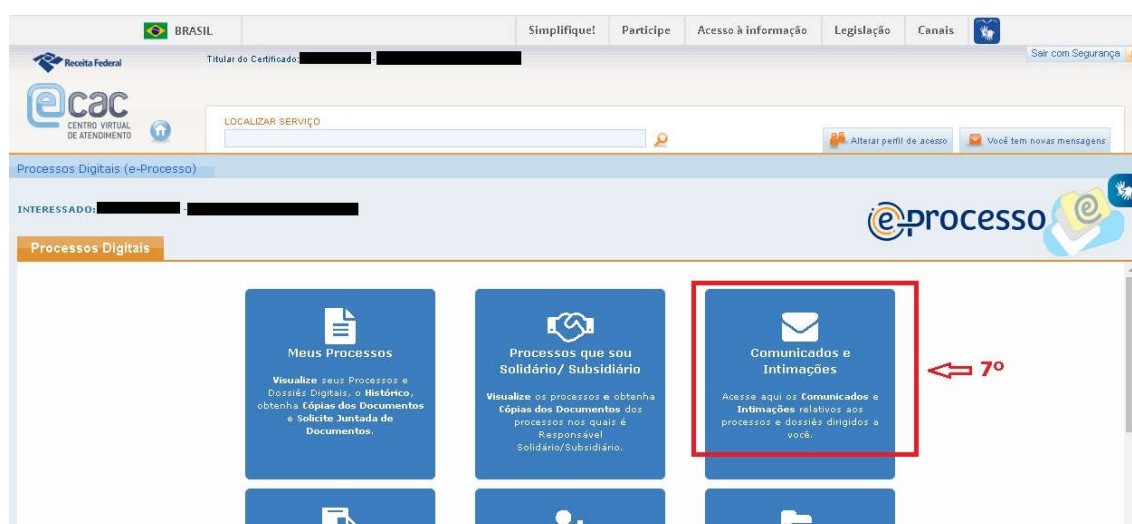 BRASIL
Simplifique!
Participe
Acesso à informação
Legislação
Canais
Receita Federal
Titular do Certificado:
-
Sair com Segurança
e cac
CENTRO VIRTUAL
DE ATENDIMENTO
LOCALIZAR SERVIÇO
Alterar perfil de acesso
Você tem novas mensagens
Processos Digitais (e-Processo)
INTERESSADO:
-
e-processo
Processos Digitais
Meus Processos
Visualize seus Processos e
Dossiês Digitais, o Histórico,
obtenha Cópias dos Documentos
e Solicite Juntada de
Documentos.
Processos que sou
Solidário/ Subsidiário
Visualize os processos e obtenha
Cópias dos Documentos dos
processos nos quais é
Responsável
Solidário/Subsidiário.
Comunicados e
Intimações
Acesse aqui os Comunicados e
Intimações relativos aos
processos e dossiês dirigidos a
você.
7º